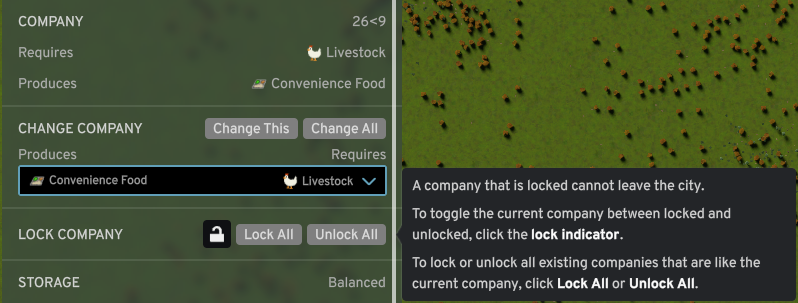 COMPANY 26<9
Requires Livestock
Produces Convenience Food
CHANGE COMPANY Change This Change All
Produces Requires
Convenience Food Livestock
LOCK COMPANY Lock All Unlock All
STORAGE Balanced
A company that is locked cannot leave the city.
To toggle the current company between locked and
unlocked, click the lock indicator.
To lock or unlock all existing companies that are like the
current company, click Lock All or Unlock All.